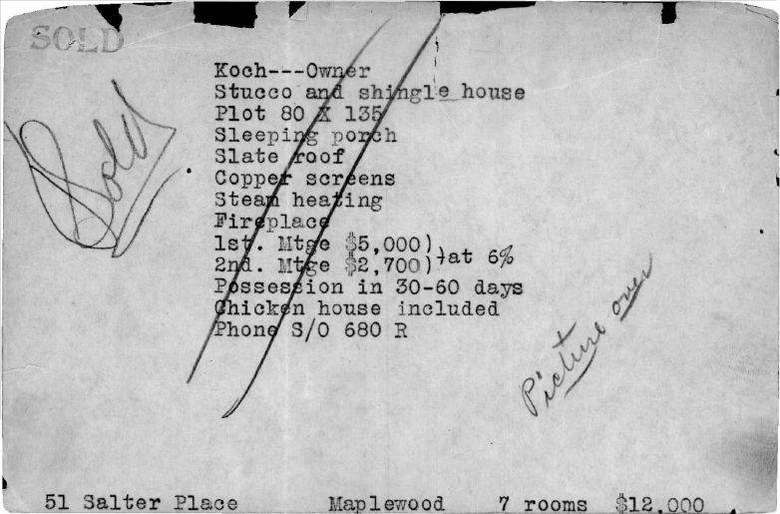 SOLD
Sold
Koch---Owner
Stucco and shingle house
Plot 80 X 135
Sleeping porch
Slate roof
Copper screens
Steam heating
Fireplace
1st. Mtge $5,000)
2nd. Mtge $2,700) }at 6%
Possession in 30-60 days
Chicken house included
Phone S/O 680 R
Picture over
51 Salter Place Maplewood 7 rooms $12,000